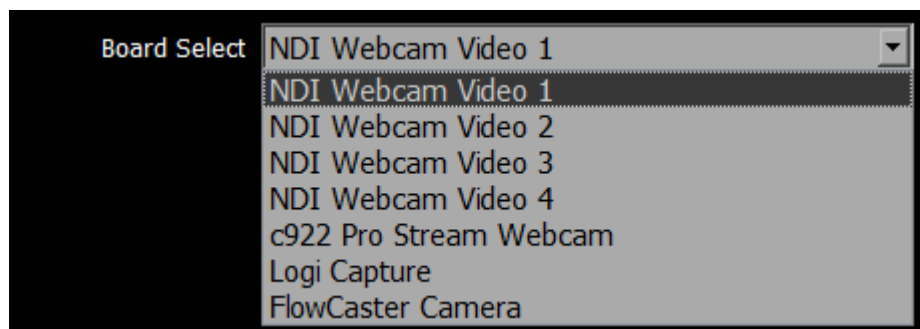 Board Select NDI Webcam Video 1
NDI Webcam Video 1
NDI Webcam Video 2
NDI Webcam Video 3
NDI Webcam Video 4
c922 Pro Stream Webcam
Logi Capture
FlowCaster Camera